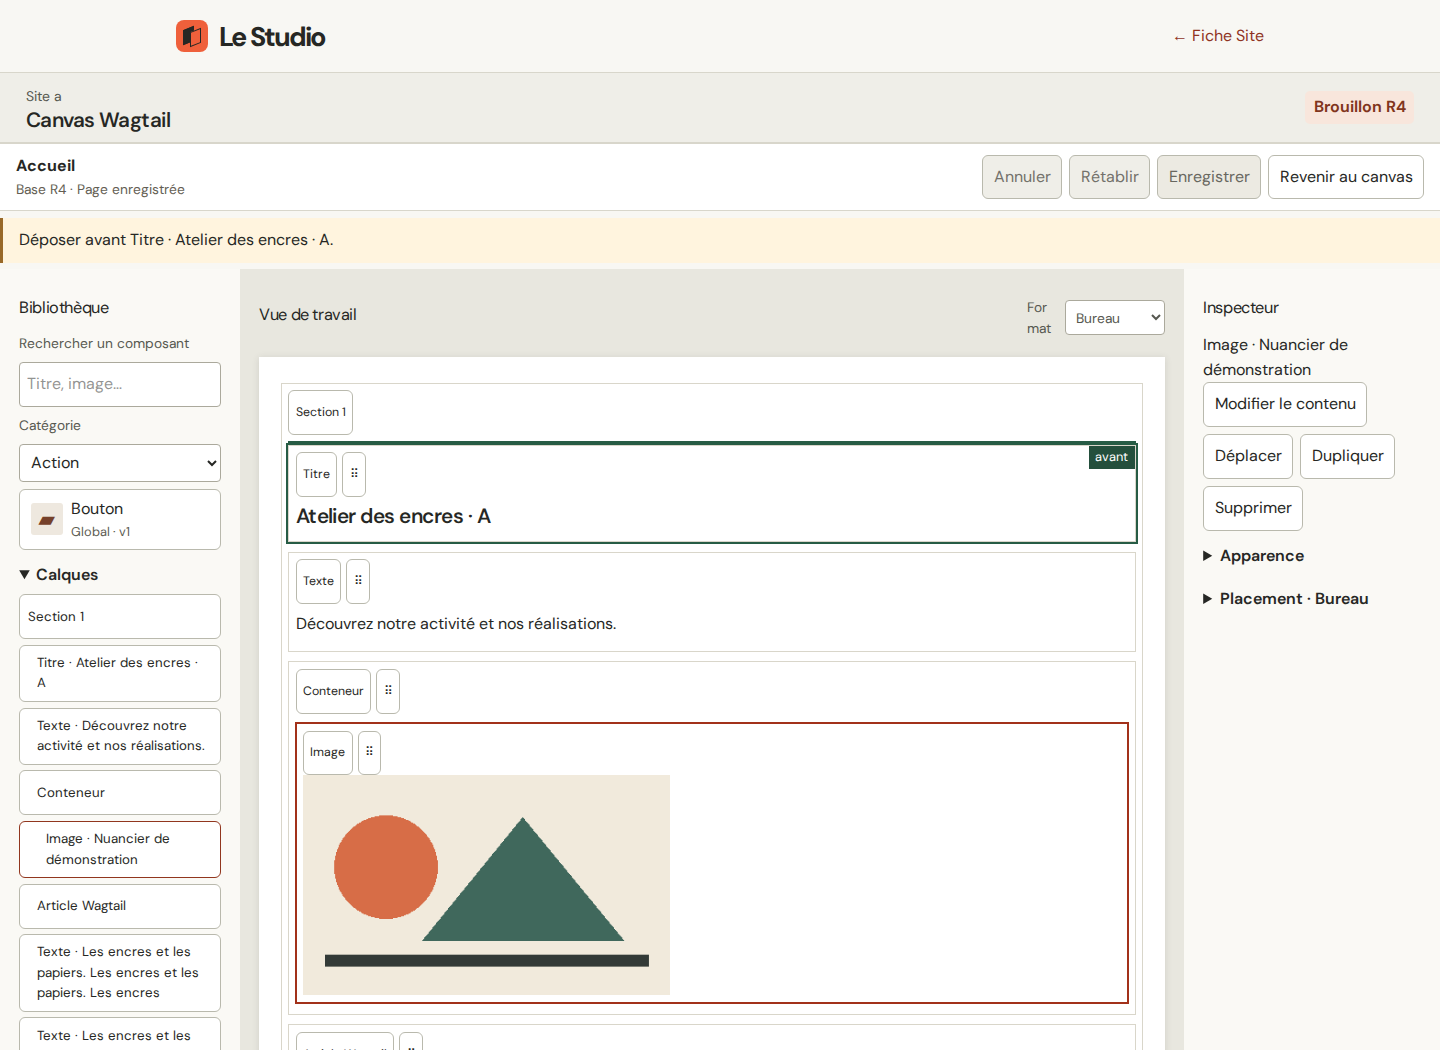 Le Studio
← Fiche Site
Site a
Canvas Wagtail
Brouillon R4
Accueil
Base R4 · Page enregistrée
Annuler
Rétablir
Enregistrer
Revenir au canvas
Déposer avant Titre · Atelier des encres · A.
Bibliothèque
Rechercher un composant
Titre, image...
Catégorie
Action
Bouton
Global · v1
Calques
Section 1
Titre · Atelier des encres ·
A
Texte · Découvrez notre
activité et nos réalisations.
Conteneur
Image · Nuancier de
démonstration
Article Wagtail
Texte · Les encres et les
papiers. Les encres et les
papiers. Les encres
Texte · Les encres et les
Vue de travail
For
mat
Bureau
Section 1
avant
Titre
Atelier des encres · A
Texte
Découvrez notre activité et nos réalisations.
Conteneur
Image
Inspecteur
Image · Nuancier de
démonstration
Modifier le contenu
Déplacer
Dupliquer
Supprimer
Apparence
Placement · Bureau